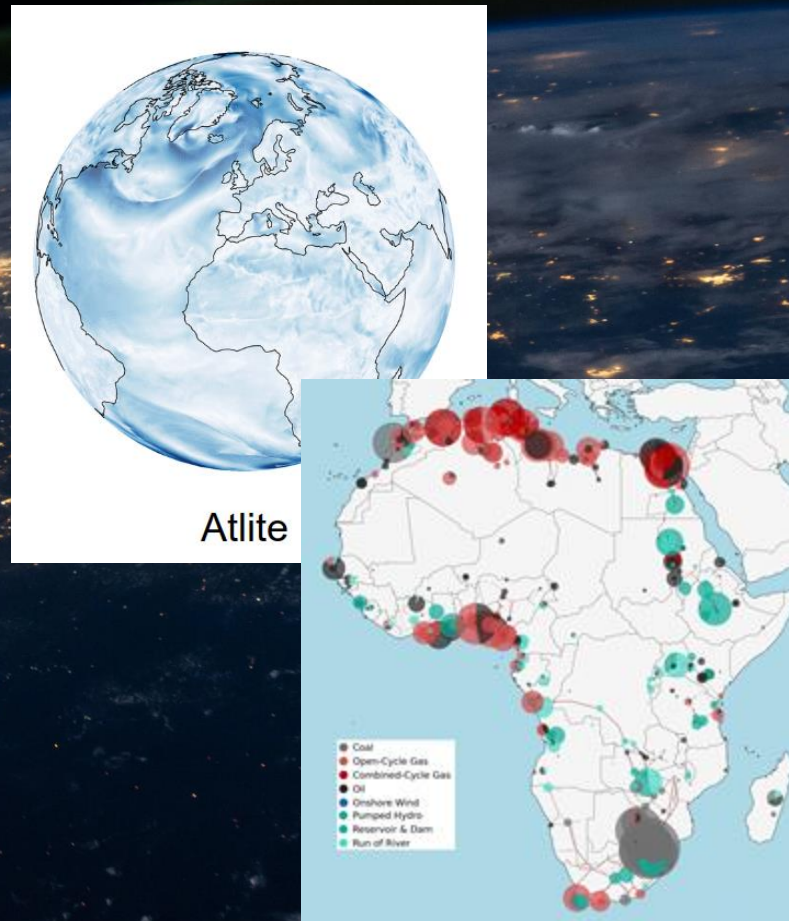 Atlite
Coal
Open-Cycle Gas
Combined-Cycle Gas
Oil
Onshore Wind
Pumped Hydro
Reservoir & Dam
Run of River